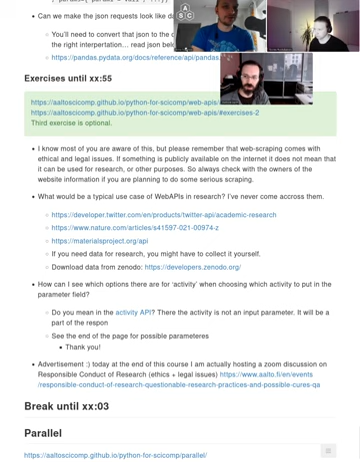 params={'param': 'val'}, ...)
Can we make the json requests look like da
You'll need to convert that json to the
the right interpertation... read json belo
https://pandas.pydata.org/docs/reference/api/pandas.
A
S C
Exercises until xx:55
https://aaltoscicomp.github.io/python-for-scicomp/web-apis/
https://aaltoscicomp.github.io/python-for-scicomp/web-apis/#exercises-2
Third exercise is optional.
I know most of you are aware of this, but please remember that web-scraping comes with
ethical and legal issues. If something is publicly available on the internet it does not mean that
it can be used for research, or other purposes. So always check with the owners of the
website information if you are planning to do some serious scraping.
What would be a typical use case of WebAPIs in research? I've never come accross them.
https://developer.twitter.com/en/products/twitter-api/academic-research
https://www.nature.com/articles/s41597-021-00974-z
https://materialsproject.org/api
If you need data for research, you might have to collect it yourself.
Download data from zenodo: https://developers.zenodo.org/
How can I see which options there are for 'activity' when choosing which activity to put in the
parameter field?
Do you mean in the activity API? There the activity is not an input parameter. It will be a
part of the respon
See the end of the page for possible parameteres
Thank you!
Advertisement :) today at the end of this course I am actually hosting a zoom discussion on
Responsible Conduct of Research (ethics + legal issues) https://www.aalto.fi/en/events
/responsible-conduct-of-research-questionable-research-practices-and-possible-cures-qa
Break until xx:03
Parallel
https://aaltoscicomp.github.io/python-for-scicomp/parallel/